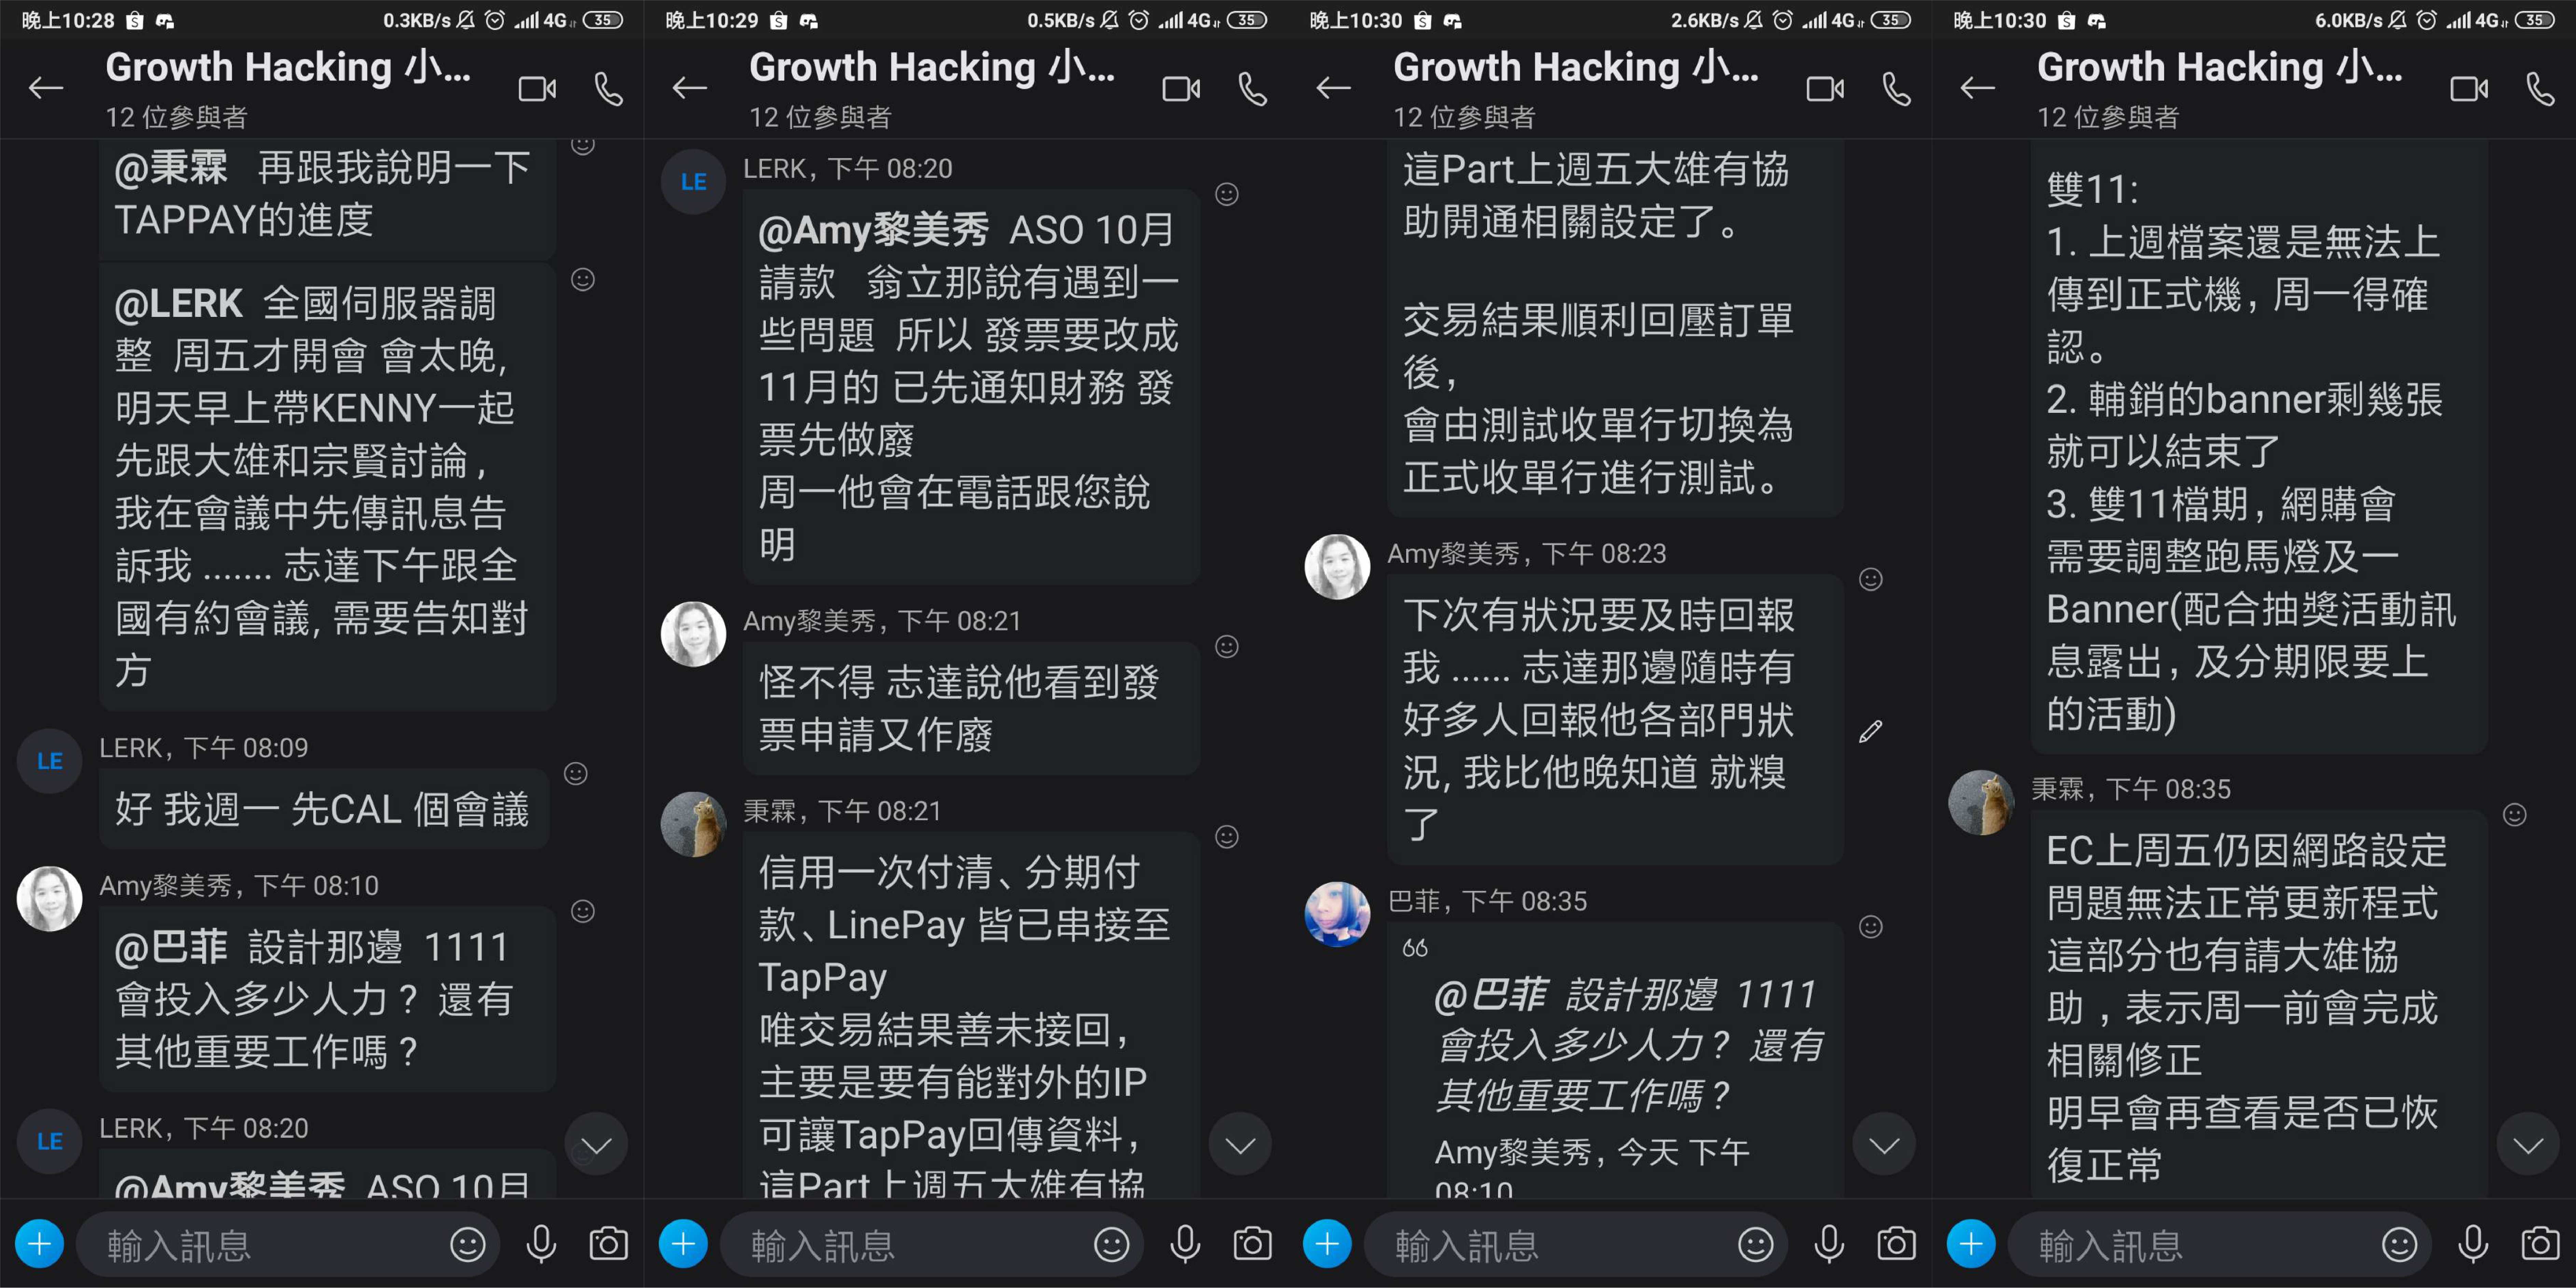 晚上10:28
0.3KB/s 4G 35
Growth Hacking 小...
12 位參與者
@秉霖 再跟我說明一下
TAPPAY的進度
@LERK 全國伺服器調
整 周五才開會 會太晚,
明天早上帶KENNY一起
先跟大雄和宗賢討論，
我在會議中先傳訊息告
訴我 ....... 志達下午跟全
國有約會議, 需要告知對
方
LE
LERK, 下午 08:09
好 我週一 先CAL 個會議
Amy黎美秀, 下午 08:10
@巴菲 設計那邊 1111
會投入多少人力？ 還有
其他重要工作嗎？
LE
LERK, 下午 08:20
@Amy黎美秀 ASO 10月
輸入訊息
晚上10:29
0.5KB/s 4G 35
Growth Hacking 小...
12 位參與者
LE
LERK, 下午 08:20
@Amy黎美秀 ASO 10月
請款 翁立那說有遇到一
些問題 所以 發票要改成
11月的 已先通知財務 發
票先做廢
周一他會在電話跟您說
明
Amy黎美秀, 下午 08:21
怪不得 志達說他看到發
票申請又作廢
秉霖, 下午 08:21
信用一次付清、分期付
款、LinePay 皆已串接至
TapPay
唯交易結果善未接回，
主要是要有能對外的IP
可讓TapPay回傳資料，
這Part上週五大雄有協
輸入訊息
晚上10:30
2.6KB/s 4G 35
Growth Hacking 小...
12 位參與者
這Part上週五大雄有協
助開通相關設定了。
交易結果順利回壓訂單
後，
會由測試收單行切換為
正式收單行進行測試。
Amy黎美秀, 下午 08:23
下次有狀況要及時回報
我 ...... 志達那邊隨時有
好多人回報他各部門狀
況, 我比他晚知道 就糗
了
巴菲, 下午 08:35
@巴菲 設計那邊 1111
會投入多少人力？ 還有
其他重要工作嗎？
Amy黎美秀, 今天 下午
08:10
輸入訊息
晚上10:30
6.0KB/s 4G 35
Growth Hacking 小...
12 位參與者
雙11:
1. 上週檔案還是無法上
傳到正式機, 周一得確
認。
2. 輔銷的banner剩幾張
就可以結束了
3. 雙11檔期, 網購會
需要調整跑馬燈及一
Banner(配合抽獎活動訊
息露出, 及分期限要上
的活動)
秉霖, 下午 08:35
EC上周五仍因網路設定
問題無法正常更新程式
這部分也有請大雄協
助，表示周一前會完成
相關修正
明早會再查看是否已恢
復正常
輸入訊息